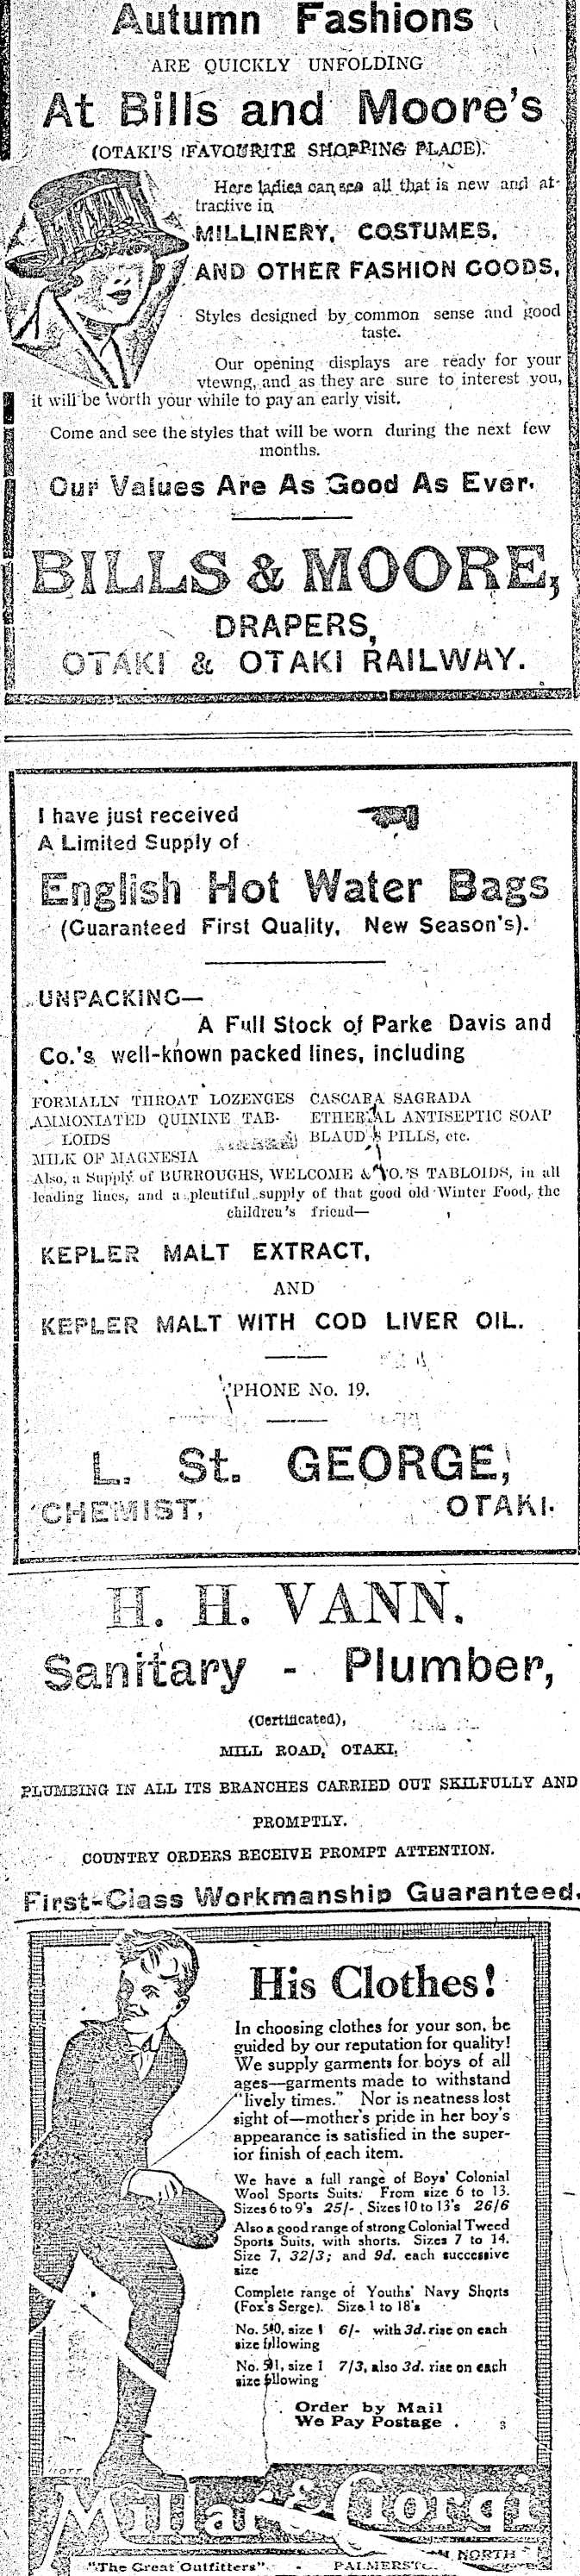 Autumn Fashions
ARE QUICKLY UNFOLDING
At Bills and Moore's
(OTAKI'S FAVOURITE SHOPPING PLACE).
Here ladies can see all that is new and at-
tractive in
MILLINERY, COSTUMES,
AND OTHER FASHION GOODS,
Styles designed by common sense and good
taste.
Our opening displays are ready for your
vtewng, and as they are sure to interest you,
it will be worth your while to pay an early visit.
Come and see the styles that will be worn during the next few
months.
Our Values Are As Good As Ever.
BILLS & MOORE,
DRAPERS,
OTAKI & OTAKI RAILWAY.
I have just received
A Limited Supply of
English Hot Water Bags
(Guaranteed First Quality, New Season's).
UNPACKING—
A Full Stock of Parke Davis and
Co.'s well-known packed lines, including
FORMALIN THROAT LOZENGES
AMMONIATED QUININE TAB-
LOIDS
MILK OF MAGNESIA
CASCARA SAGRADA
ETHEREAL ANTISEPTIC SOAP
BLAUD'S PILLS, etc.
Also, a Supply of BURROUGHS, WELCOME & CO.'S TABLOIDS, in all
leading lines, and a plentiful supply of that good old Winter Food, the
children's friend—
KEPLER MALT EXTRACT,
AND
KEPLER MALT WITH COD LIVER OIL.
'PHONE No. 19.
L. St. GEORGE,
CHEMIST, OTAKI.
H. H. VANN,
Sanitary - Plumber,
(Certificated),
MILL ROAD, OTAKI.
PLUMBING IN ALL ITS BRANCHES CARRIED OUT SKILFULLY AND
PROMPTLY.
COUNTRY ORDERS RECEIVE PROMPT ATTENTION.
First-Class Workmanship Guaranteed.
His Clothes!
In choosing clothes for your son, be
guided by our reputation for quality!
We supply garments for boys of all
ages—garments made to withstand
"lively times." Nor is neatness lost
sight of—mother's pride in her boy's
appearance is satisfied in the super-
ior finish of each item.
We have a full range of Boys' Colonial
Wool Sports Suits. From size 6 to 13.
Sizes 6 to 9's 25/-, Sizes 10 to 13's 26/6
Also a good range of strong Colonial Tweed
Sports Suits, with shorts. Sizes 7 to 14.
Size 7, 32/3; and 9d. each successive
size
Complete range of Youths' Navy Shorts
(Fox's Serge). Size 1 to 18's
No. 540, size 1 6/- with 3d. rise on each
size following
No. 541, size 1 7/3, also 3d. rise on each
size following
Order by Mail
We Pay Postage. 3
Millar & Giorgi
"The Great Outfitters" - NORTH